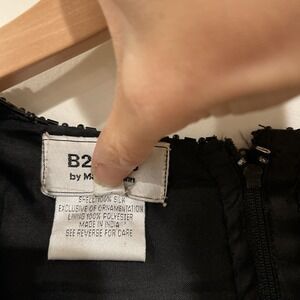 B2
by
SHELL 100% SILK
EXCLUSIVE OF ORNAMENTATION
LINING 100% POLYESTER
MADE IN INDIA
SEE REVERSE FOR CARE